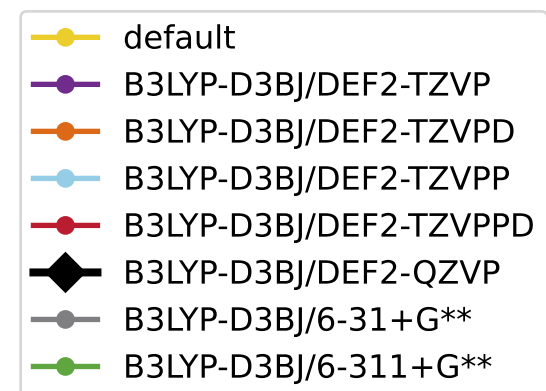 default
B3LYP-D3BJ/DEF2-TZVP
B3LYP-D3BJ/DEF2-TZVPD
B3LYP-D3BJ/DEF2-TZVPP
B3LYP-D3BJ/DEF2-TZVPPD
B3LYP-D3BJ/DEF2-QZVP
B3LYP-D3BJ/6-31+G**
B3LYP-D3BJ/6-311+G**